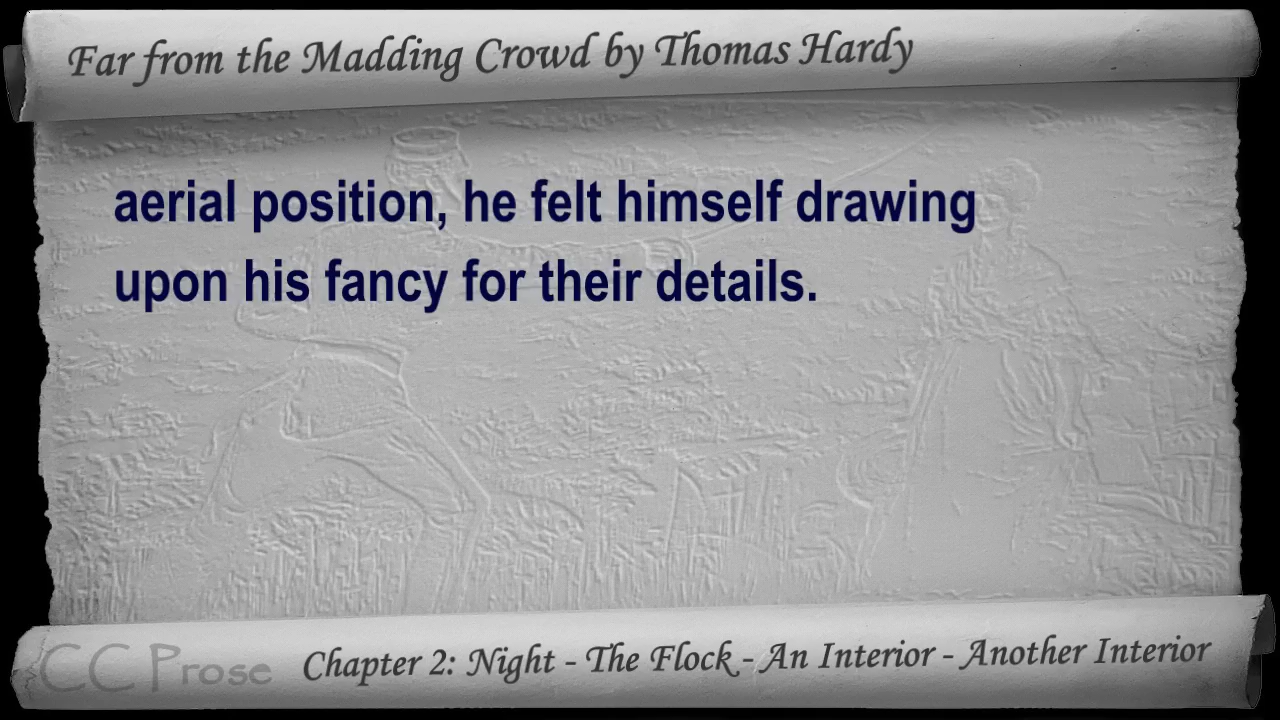 Far from the Madding Crowd by Thomas Hardy
aerial position, he felt himself drawing
upon his fancy for their details.
CC Prose
Chapter 2: Night - The Flock - An Interior - Another Interior